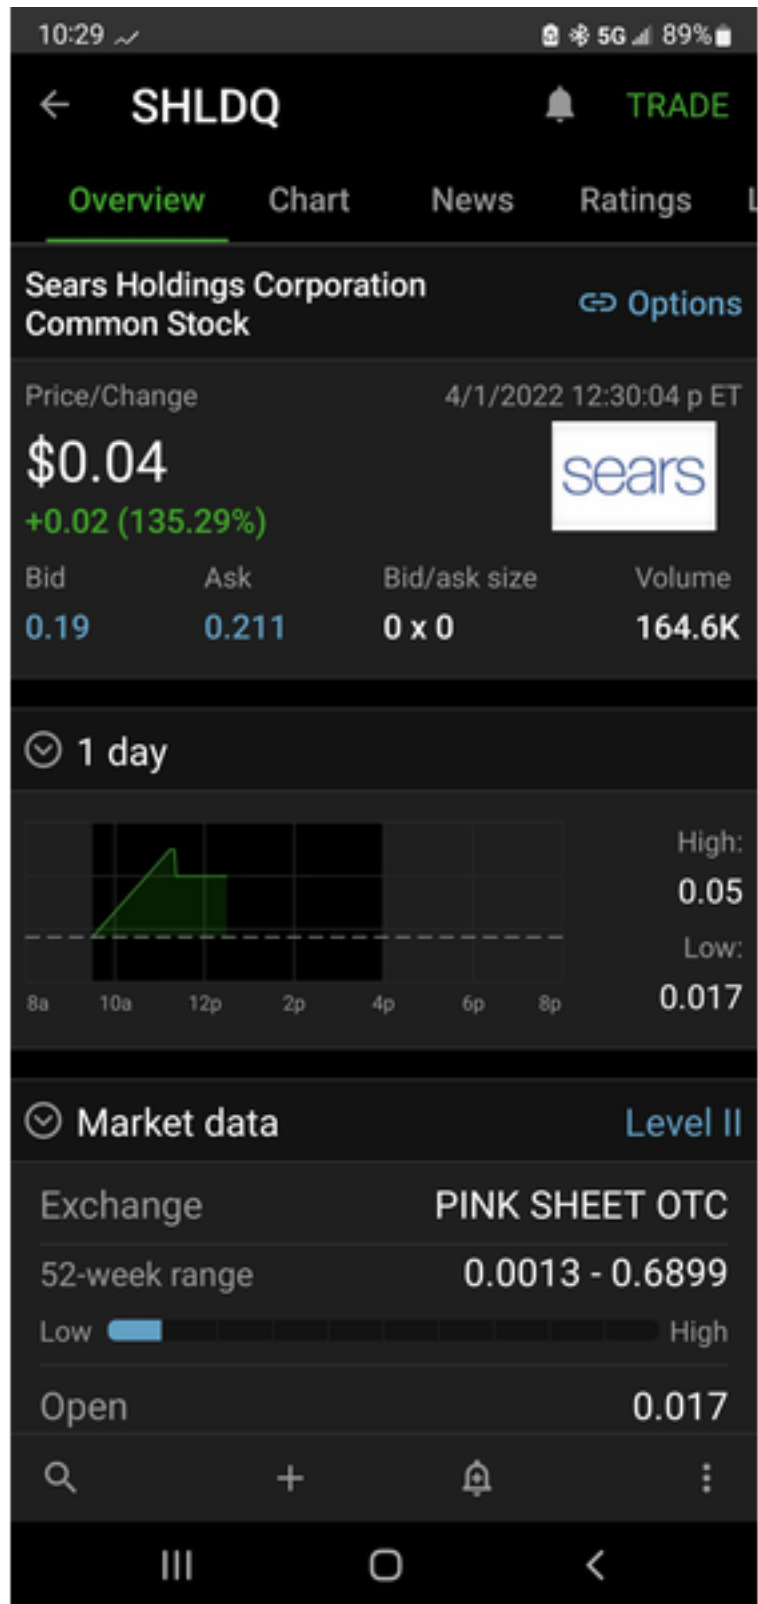 10:29 5G 89%
SHLDQ TRADE
Overview Chart News Ratings L
Sears Holdings Corporation
Common Stock
Options
Price/Change 4/1/2022 12:30:04 p ET
$0.04
sears
+0.02 (135.29%)
Bid Ask Bid/ask size Volume
0.19 0.211 0 x 0 164.6K
1 day
High:
0.05
Low:
0.017
8a 10a 12p 2p 4p 6p 8p
Market data Level II
Exchange PINK SHEET OTC
52-week range 0.0013 - 0.6899
Low High
Open 0.017